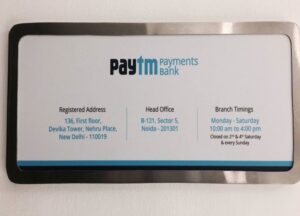 paytm Payments
Bank
Registered Address
136, First floor,
Devika Tower, Nehru Place,
New Delhi - 110019
Head Office
B-121, Sector 5,
Noida - 201301
Branch Timings
Monday - Saturday
10:00 am to 4:00 pm
Closed on 2nd & 4th Saturday
& every Sunday